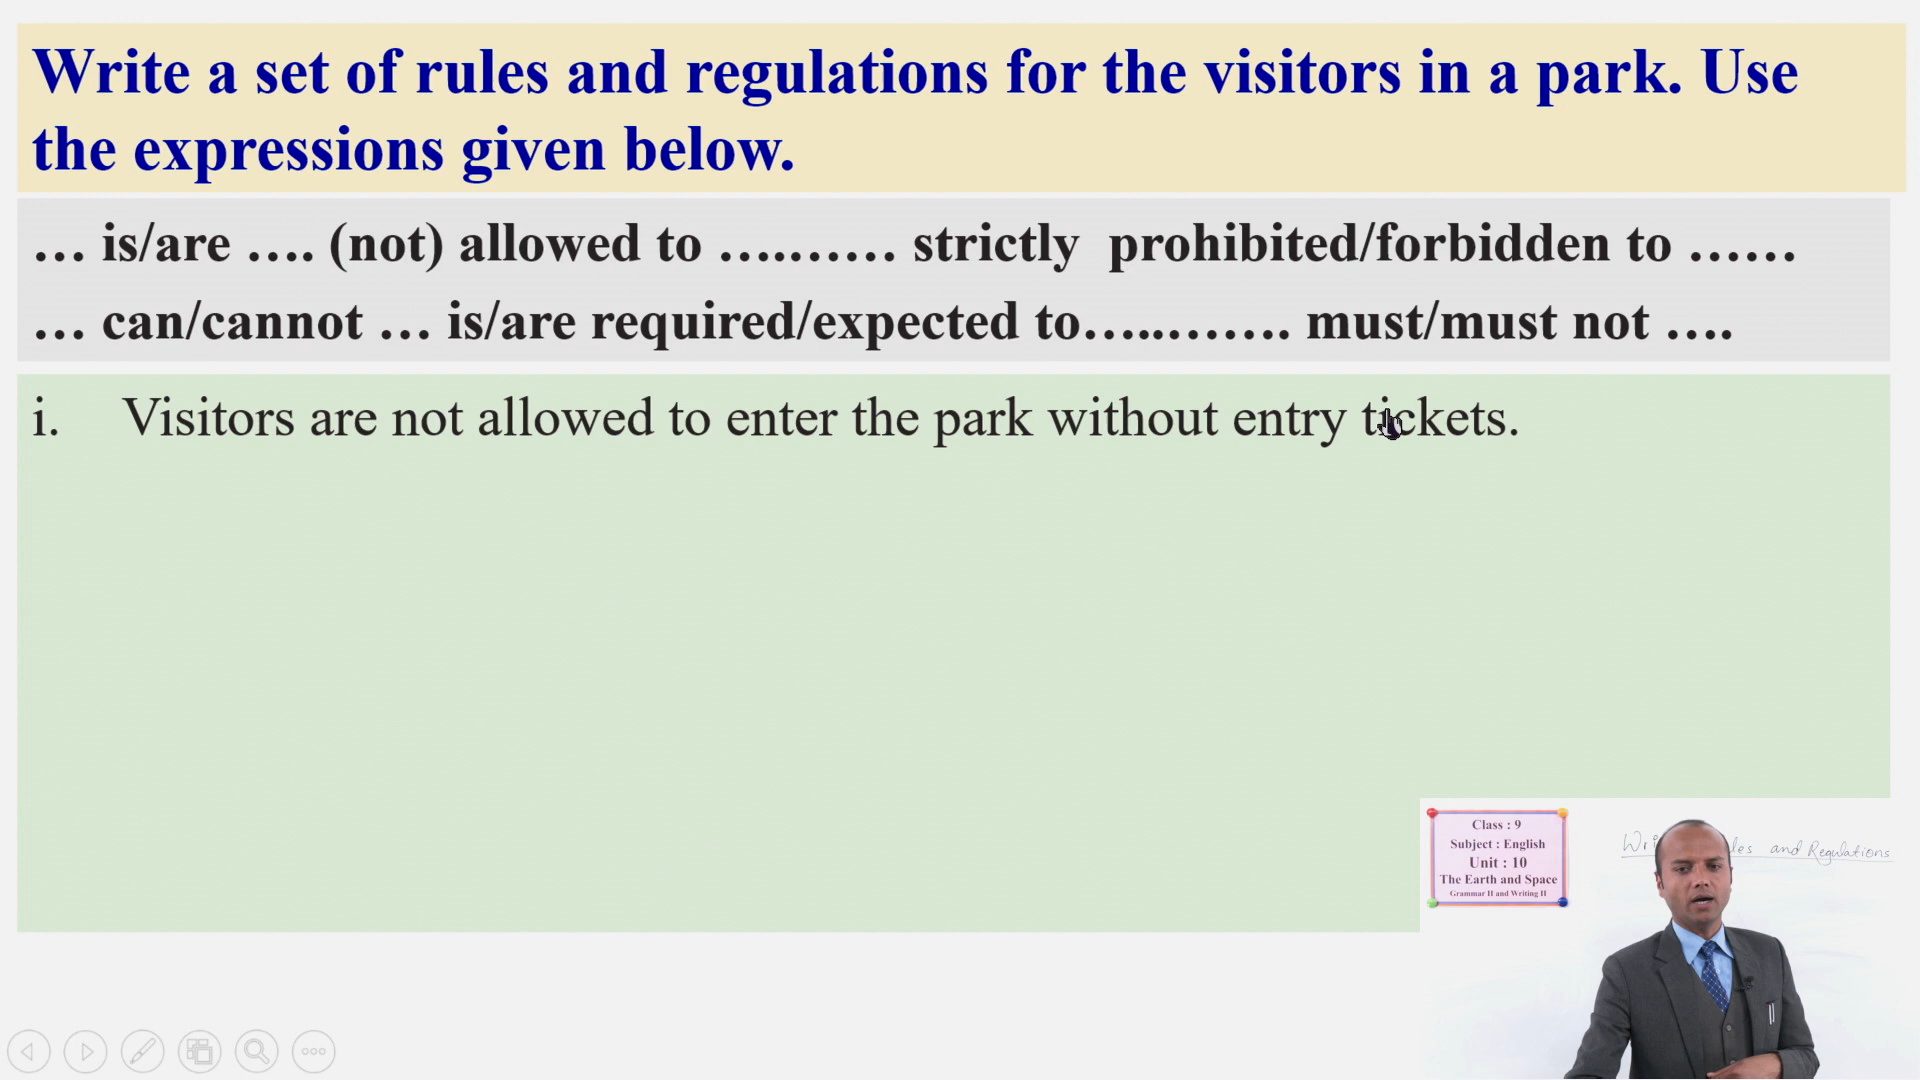 Write a set of rules and regulations for the visitors in a park. Use
the expressions given below.
… is/are …. (not) allowed to ….…… strictly prohibited/forbidden to ……
… can/cannot … is/are required/expected to…..……. must/must not ….
i. Visitors are not allowed to enter the park without entry tickets.
Class : 9
Subject : English
Unit : 10
The Earth and Space
Grammar II and Writing II
and Regulations